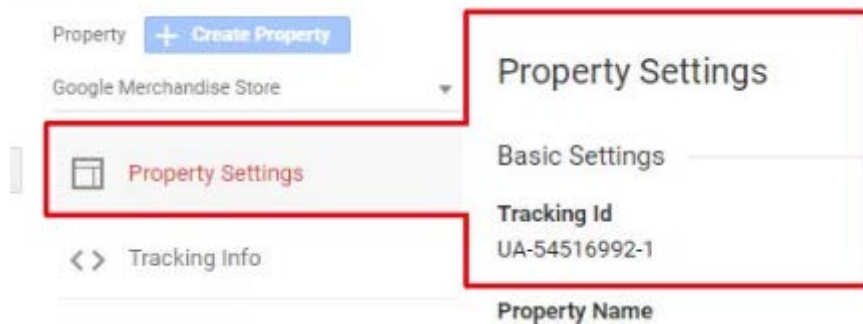 Property + Create Property
Google Merchandise Store
Property Settings
Tracking Info
Property Settings
Basic Settings
Tracking Id
UA-54516992-1
Property Name